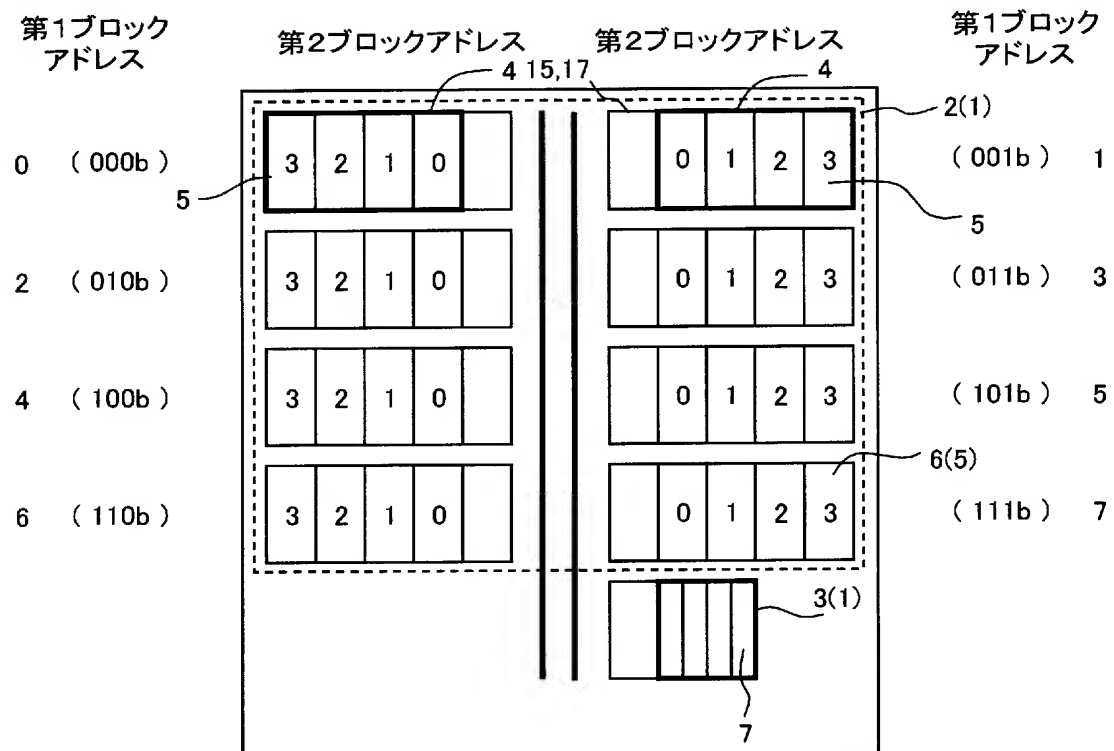 第1ブロック
アドレス
第2ブロックアドレス
第2ブロックアドレス
第1ブロック
アドレス
4
15,17
4
2(1)
0 (000b)
3 2 1 0
0 1 2 3
(001b) 1
5
5
2 (010b)
3 2 1 0
0 1 2 3
(011b) 3
4 (100b)
3 2 1 0
0 1 2 3
(101b) 5
6(5)
6 (110b)
3 2 1 0
0 1 2 3
(111b) 7
3(1)
7